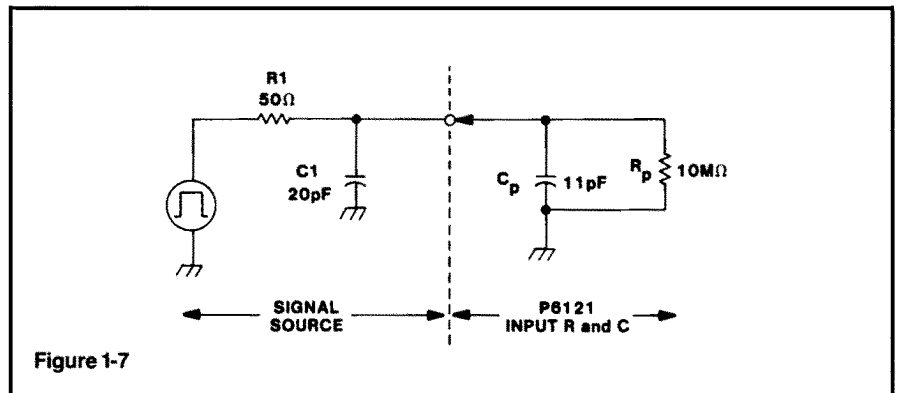 R1
50Ω
C1
20pF
Cp
11pF
Rp
10MΩ
SIGNAL
SOURCE
P6121
INPUT R and C
Figure 1-7